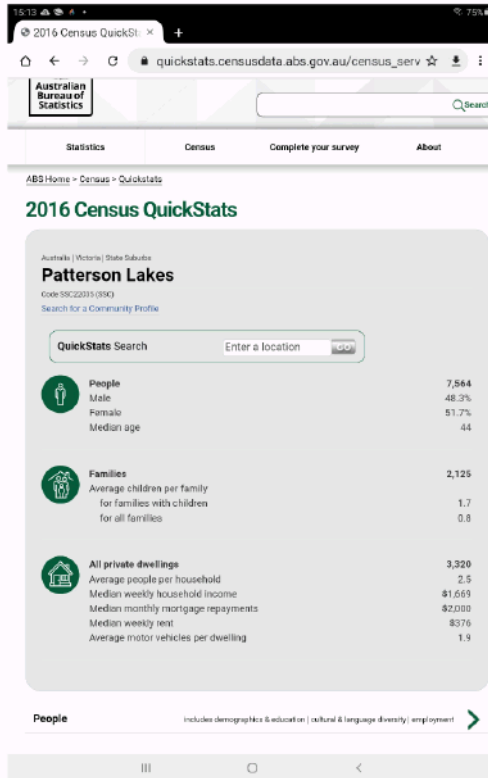 15:13
75%
2016 Census QuickSt
quickstats.censusdata.abs.gov.au/census_serv
Australian
Bureau of
Statistics
Search
Statistics Census Complete your survey About
ABS Home > Census > Quickstats
2016 Census QuickStats
Australia | Victoria | State Suburbs
Patterson Lakes
Code SSC22035 (SSC)
Search for a Community Profile
QuickStats Search Enter a location GO
People 7,564
Male 48.3%
Female 51.7%
Median age 44
Families 2,125
Average children per family
for families with children 1.7
for all families 0.8
All private dwellings 3,320
Average people per household 2.5
Median weekly household income $1,669
Median monthly mortgage repayments $2,000
Median weekly rent $376
Average motor vehicles per dwelling 1.9
People includes demographics & education | cultural & language diversity | employment